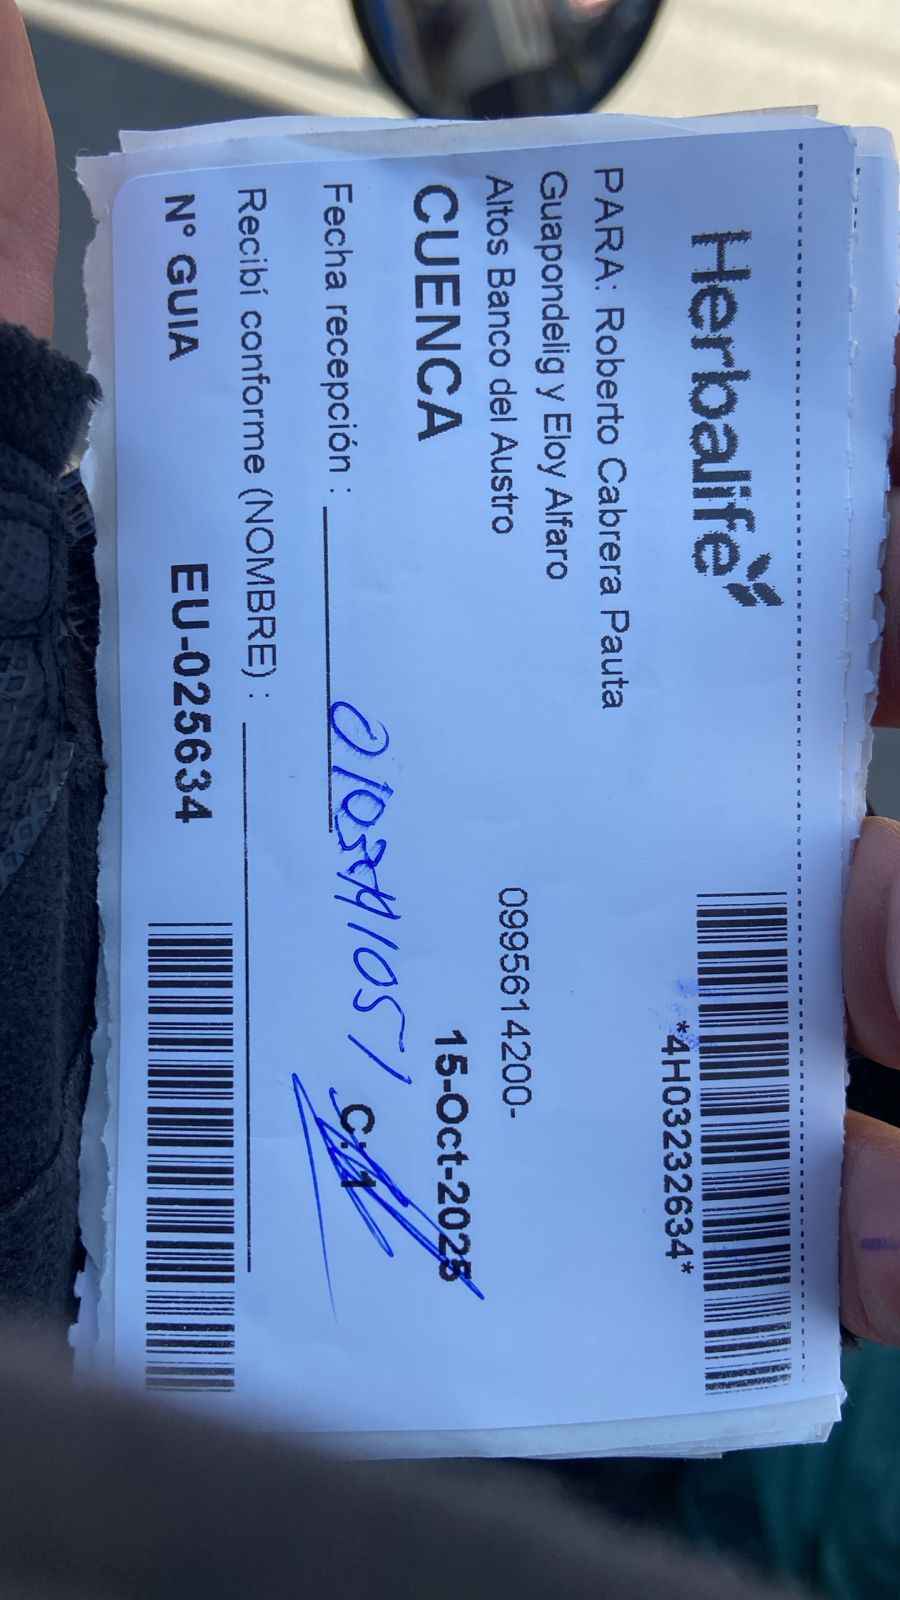 Herbalife
*4H03232634*
PARA: Roberto Cabrera Pauta
Guapondelig y Eloy Alfaro
Altos Banco del Austro
0995614200-
CUENCA
15-Oct-2025
Fecha recepción :
C.1
Recibí conforme (NOMBRE) :
N° GUIA
EU-025634